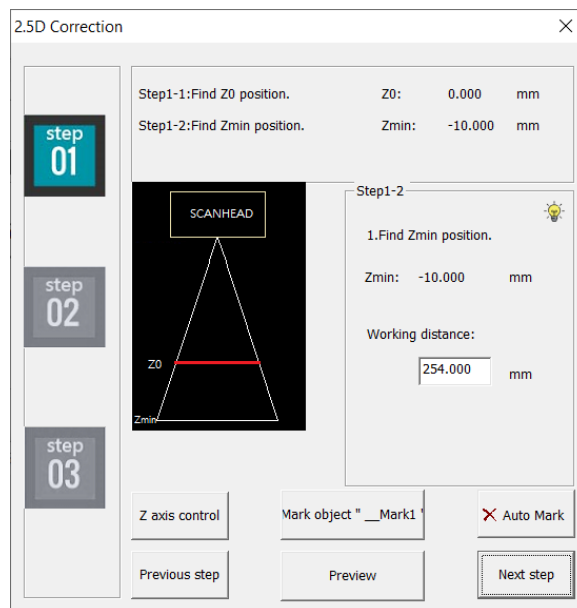 2.5D Correction
step
01
step
02
step
03
Step1-1:Find Z0 position. Z0: 0.000 mm
Step1-2:Find Zmin position. Zmin: -10.000 mm
SCANHEAD
Z0
Zmin
Step1-2
1.Find Zmin position.
Zmin: -10.000 mm
Working distance:
254.000 mm
Z axis control
Mark object " __Mark1 "
Auto Mark
Previous step
Preview
Next step